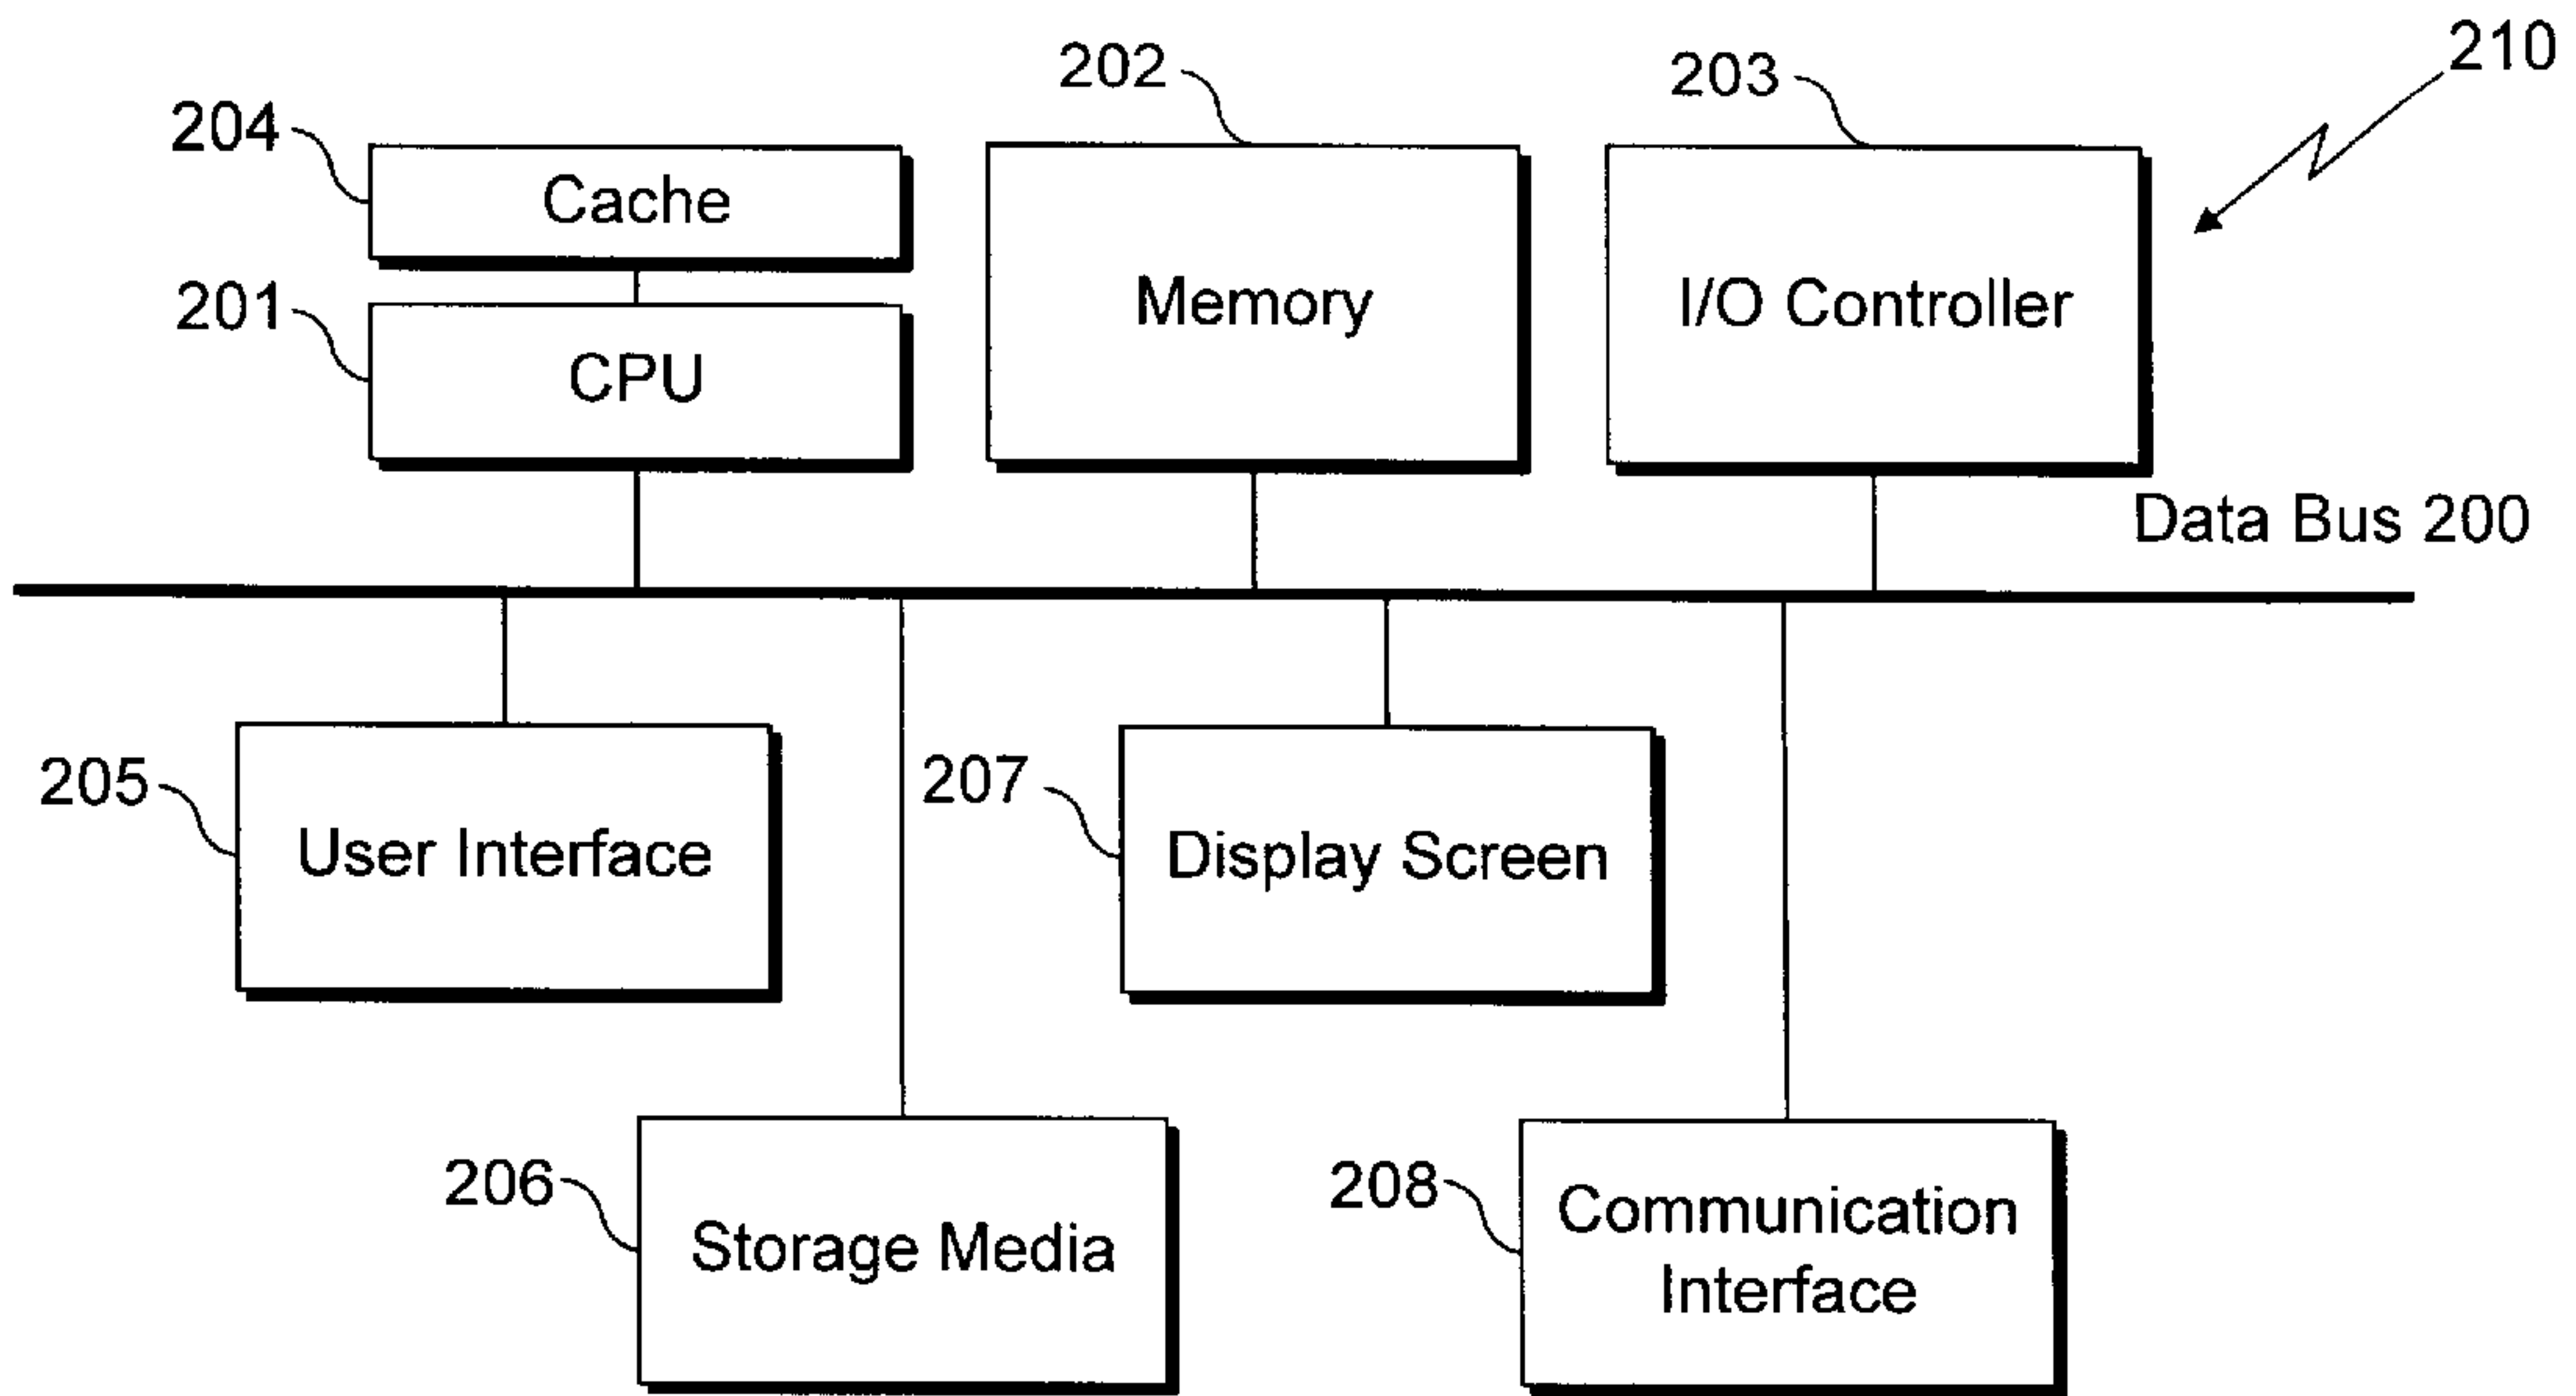 210
202
203
204
Cache
201
CPU
Memory
I/O Controller
Data Bus 200
205
User Interface
207
Display Screen
206
Storage Media
208
Communication
Interface